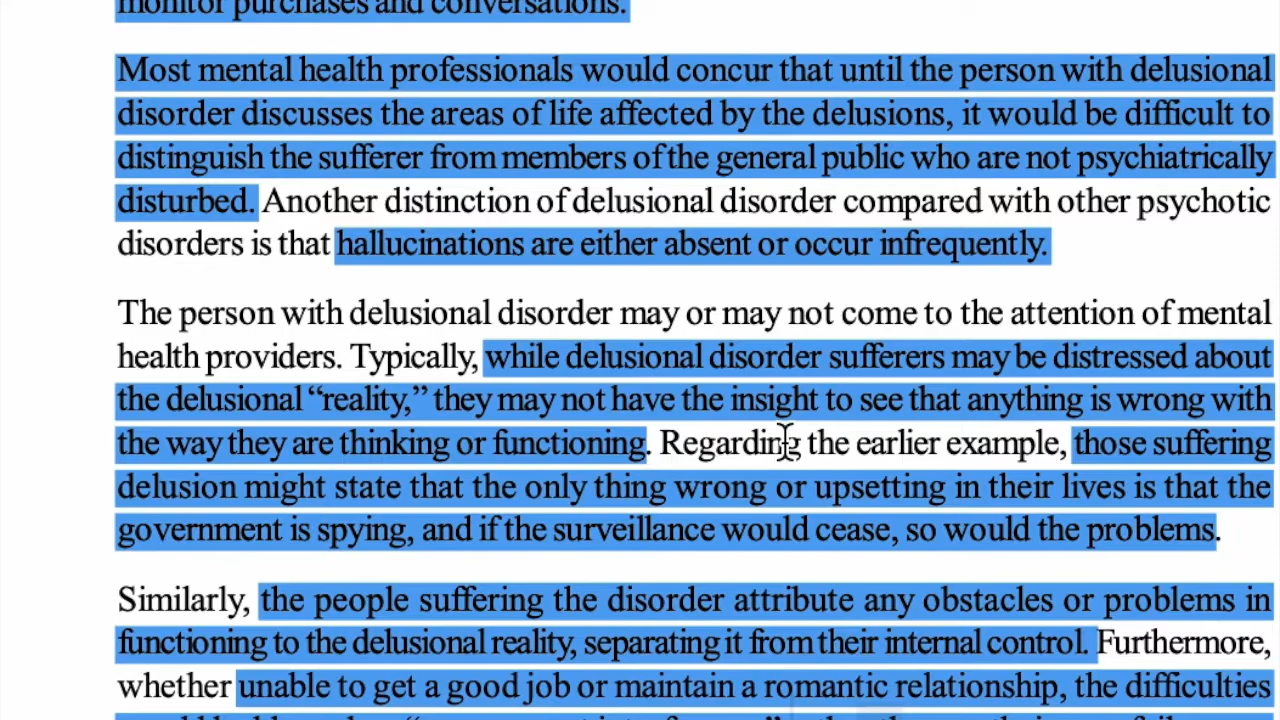 monitor purchases and conversations.
Most mental health professionals would concur that until the person with delusional
disorder discusses the areas of life affected by the delusions, it would be difficult to
distinguish the sufferer from members of the general public who are not psychiatrically
disturbed. Another distinction of delusional disorder compared with other psychotic
disorders is that hallucinations are either absent or occur infrequently.
The person with delusional disorder may or may not come to the attention of mental
health providers. Typically, while delusional disorder sufferers may be distressed about
the delusional “reality,” they may not have the insight to see that anything is wrong with
the way they are thinking or functioning. Regarding the earlier example, those suffering
delusion might state that the only thing wrong or upsetting in their lives is that the
government is spying, and if the surveillance would cease, so would the problems.
Similarly, the people suffering the disorder attribute any obstacles or problems in
functioning to the delusional reality, separating it from their internal control. Furthermore,
whether unable to get a good job or maintain a romantic relationship, the difficulties